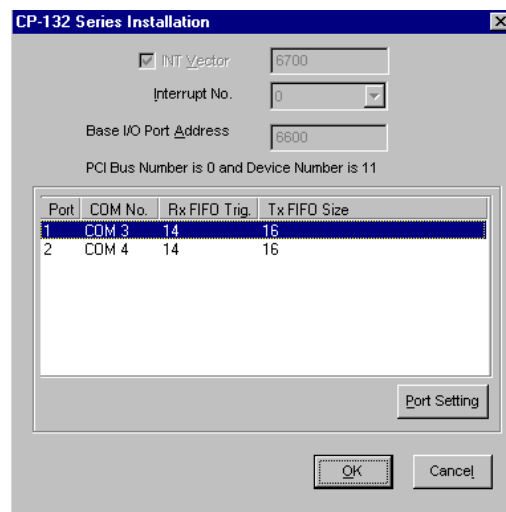 CP-132 Series Installation
INT Vector 6700
Interrupt No. 0
Base I/O Port Address 6600
PCI Bus Number is 0 and Device Number is 11
Port COM No. Rx FIFO Trig. Tx FIFO Size
1 COM 3 14 16
2 COM 4 14 16
Port Setting
OK Cancel